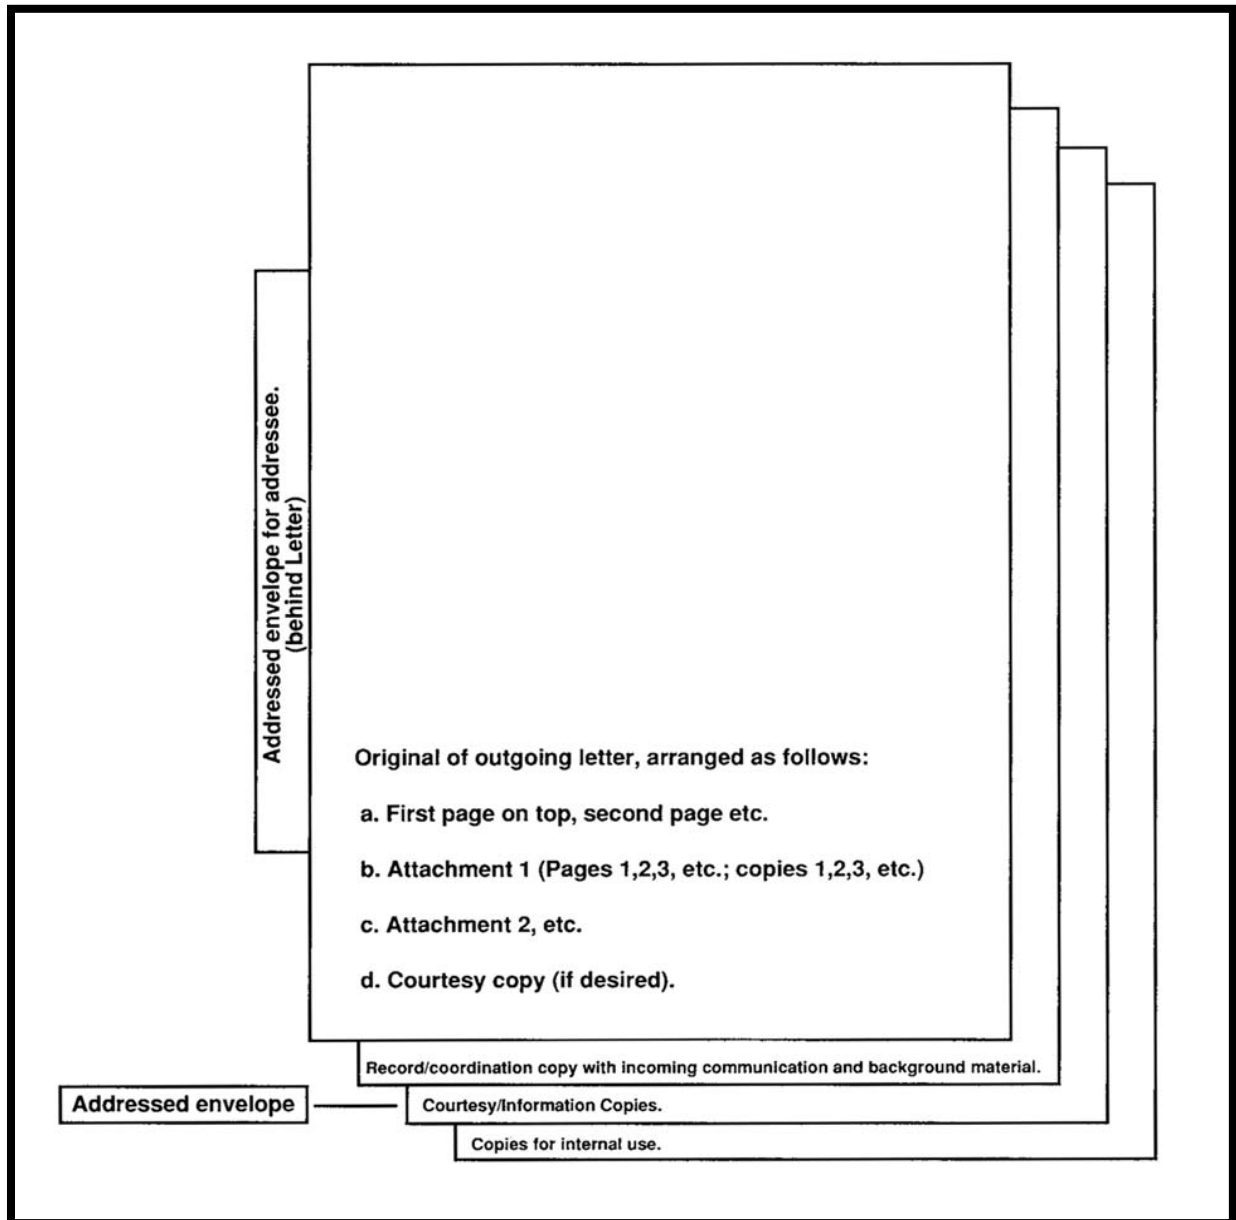 Addressed envelope for addressee.
(behind Letter)
Original of outgoing letter, arranged as follows:
a. First page on top, second page etc.
b. Attachment 1 (Pages 1,2,3, etc.; copies 1,2,3, etc.)
c. Attachment 2, etc.
d. Courtesy copy (if desired).
Record/coordination copy with incoming communication and background material.
Addressed envelope
Courtesy/Information Copies.
Copies for internal use.